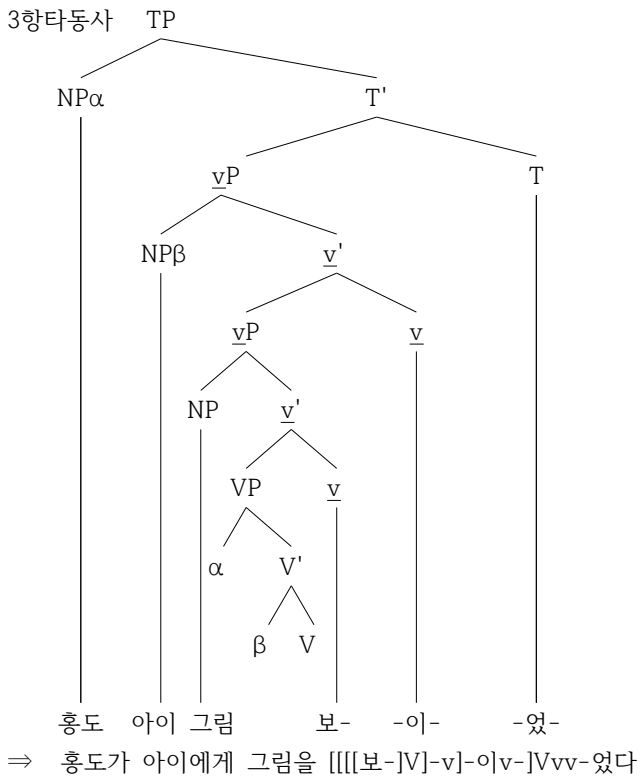 3항타동사 TP
NPα T'
vP T
NPβ v'
vP v
NP v'
VP v
α V'
β V
홍도 아이 그림 보- -이- -었-
⇒ 홍도가 아이에게 그림을 [[[[보-]V]-v]-이v-]Vvv-었다